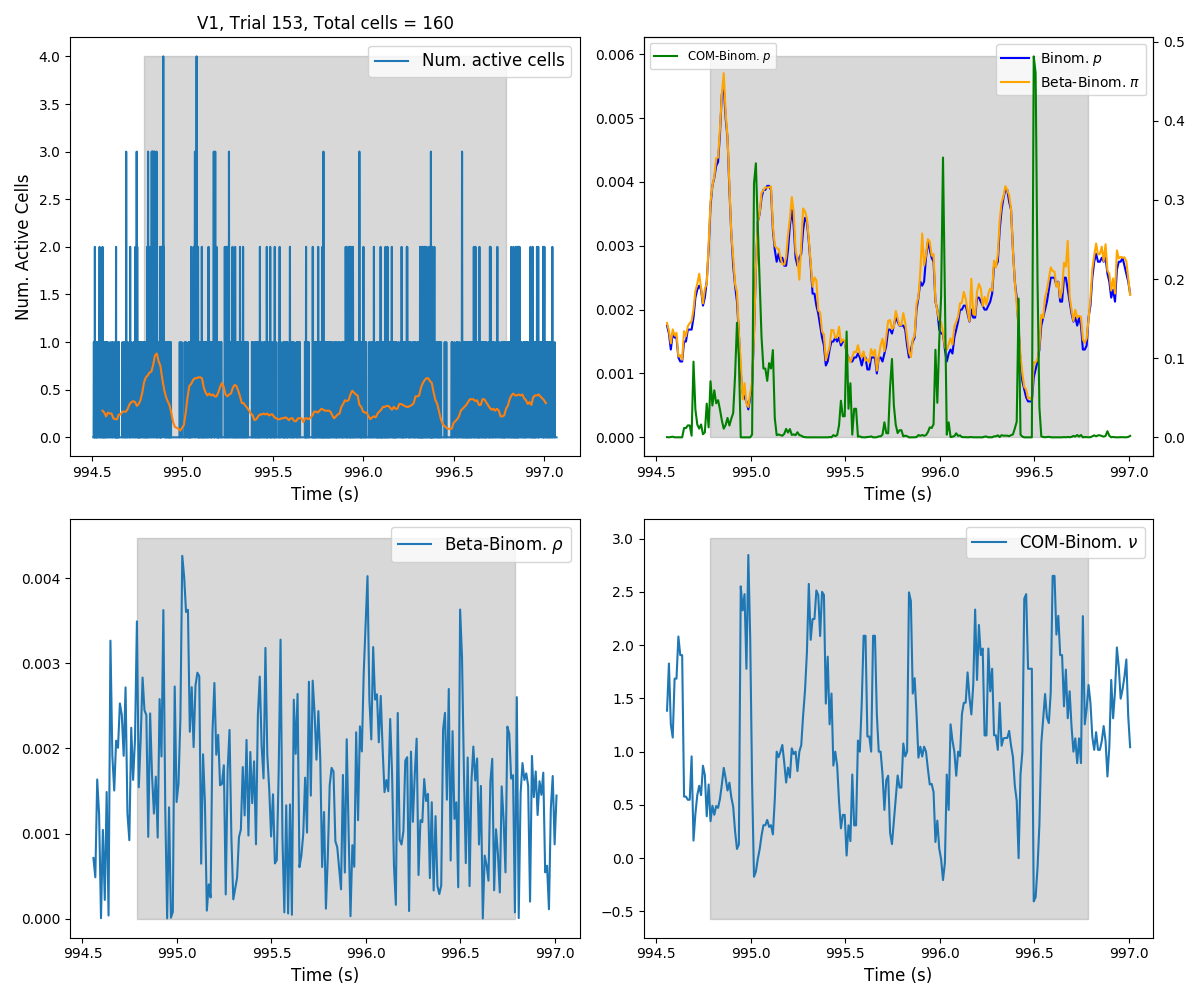 V1, Trial 153, Total cells = 160
Num. active cells
Num. Active Cells
4.0
3.5
3.0
2.5
2.0
1.5
1.0
0.5
0.0
994.5 995.0 995.5 996.0 996.5 997.0
Time (s)
COM-Binom. p
Binom. p
Beta-Binom. π
0.006
0.005
0.004
0.003
0.002
0.001
0.000
0.5
0.4
0.3
0.2
0.1
0.0
994.5 995.0 995.5 996.0 996.5 997.0
Time (s)
Beta-Binom. ρ
0.004
0.003
0.002
0.001
0.000
994.5 995.0 995.5 996.0 996.5 997.0
Time (s)
COM-Binom. ν
3.0
2.5
2.0
1.5
1.0
0.5
0.0
−0.5
994.5 995.0 995.5 996.0 996.5 997.0
Time (s)